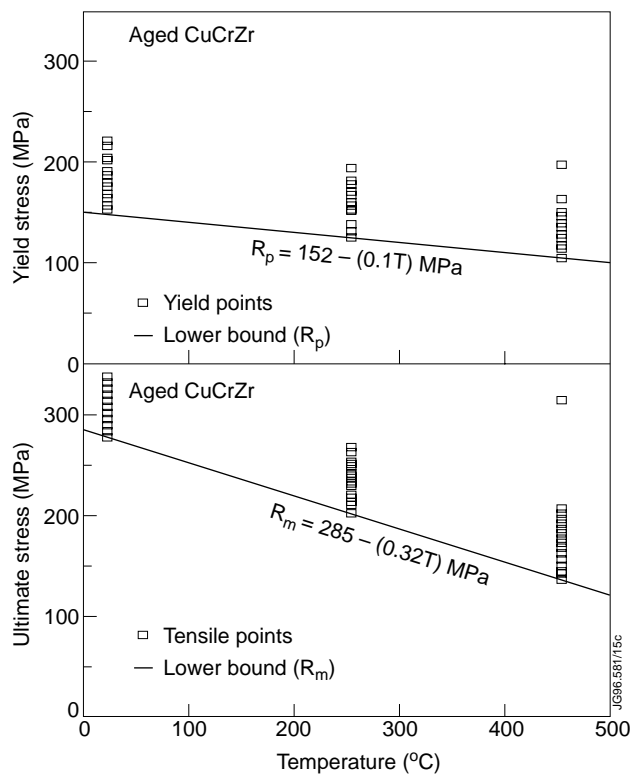 Aged CuCrZr
300
200
100
0
Yield stress (MPa)
R_p = 152 – (0.1T) MPa
Yield points
Lower bound (R_p)
Aged CuCrZr
300
200
100
0
Ultimate stress (MPa)
R_m = 285 – (0.32T) MPa
Tensile points
Lower bound (R_m)
0 100 200 300 400 500
Temperature (°C)
JG96.581/15c